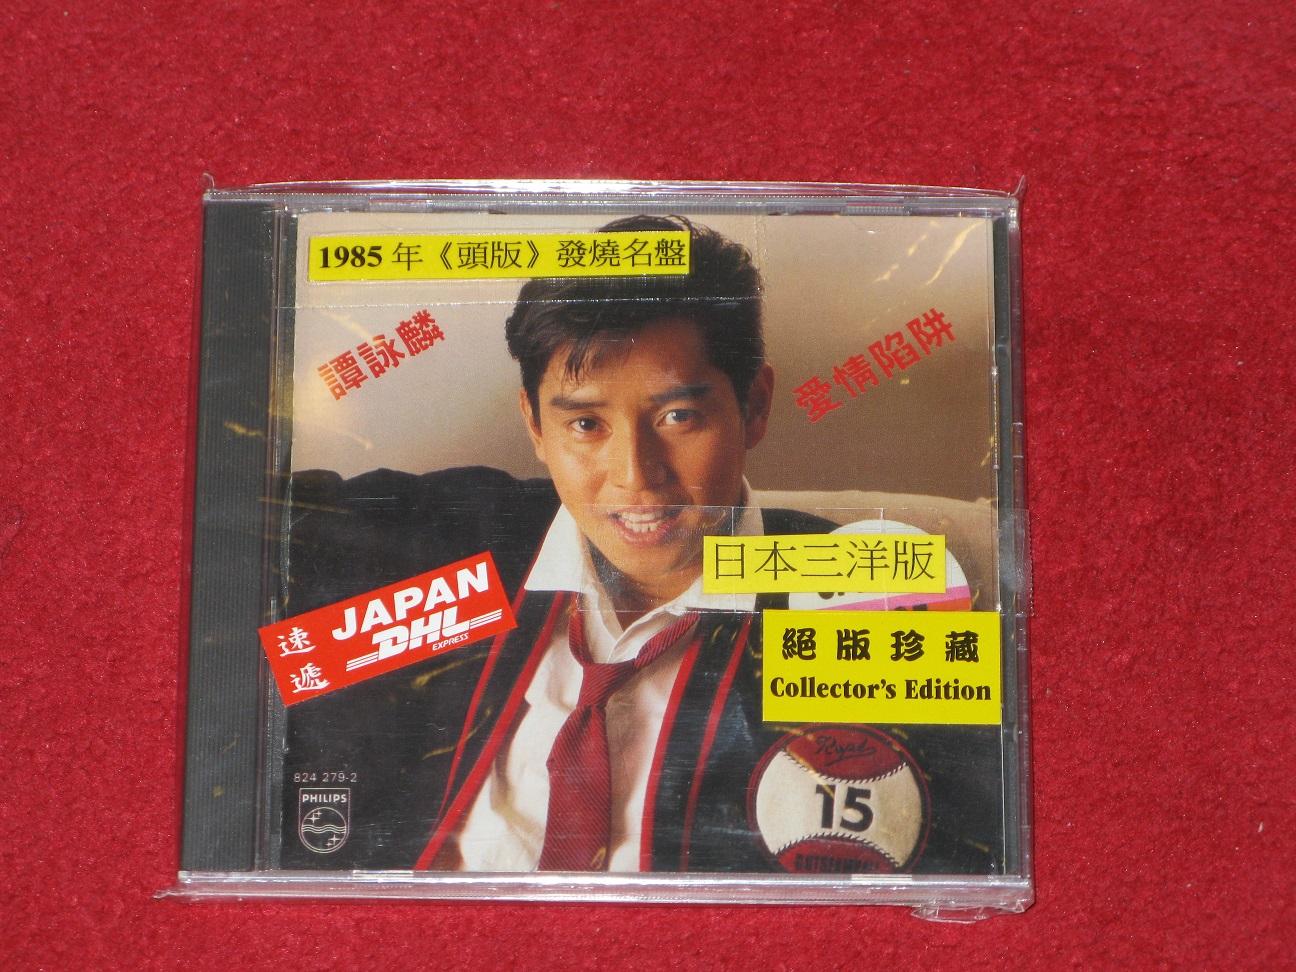 1985 年《頭版》發燒名盤
譚詠麟
愛情陷阱
日本三洋版
速遞
JAPAN
DHL
EXPRESS
絕版珍藏
Collector's Edition
Royal
15
824 279-2
PHILIPS